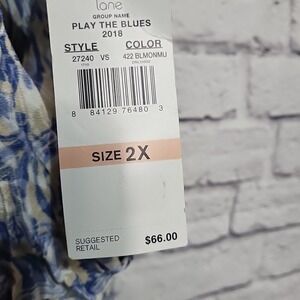 lane
GROUP NAME
PLAY THE BLUES
2018
STYLE COLOR
27240 VS 422 BLMONMU
8 84129 76480 3
SIZE 2X
SUGGESTED
RETAIL $66.00